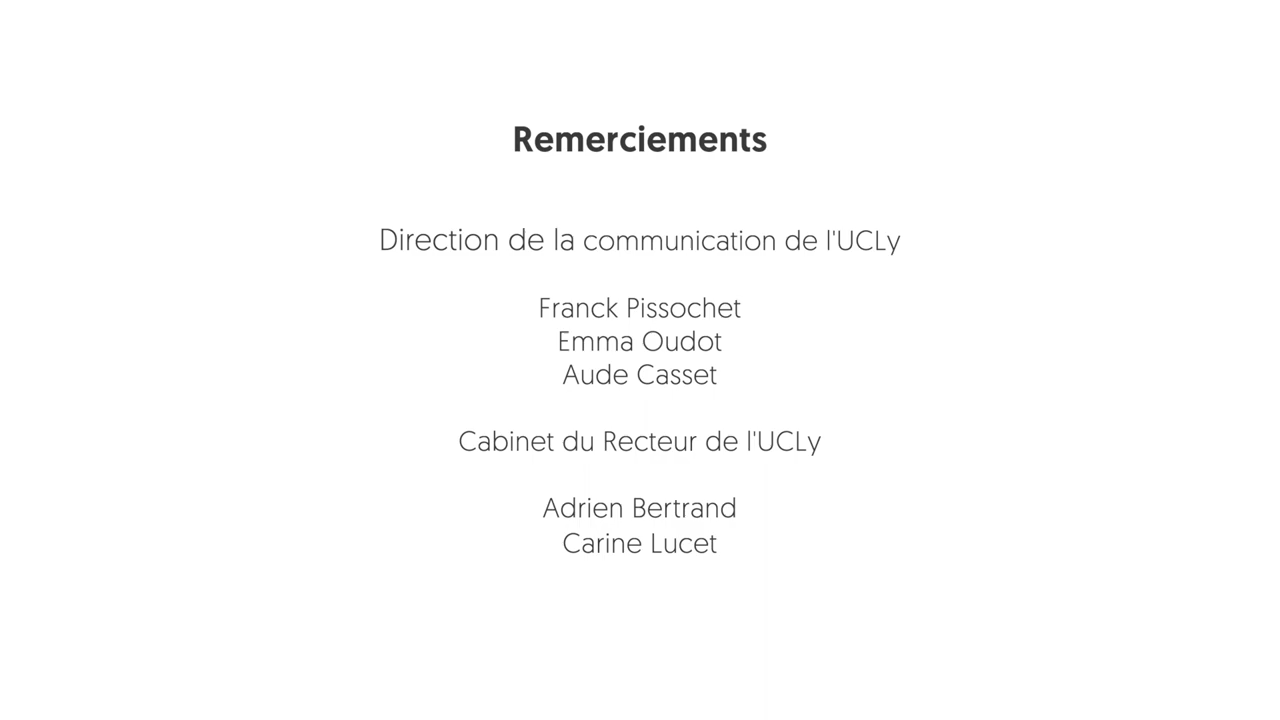 Remerciements
Direction de la communication de l'UCLy
Franck Pissochet
Emma Oudot
Aude Casset
Cabinet du Recteur de l'UCLy
Adrien Bertrand
Carine Lucet